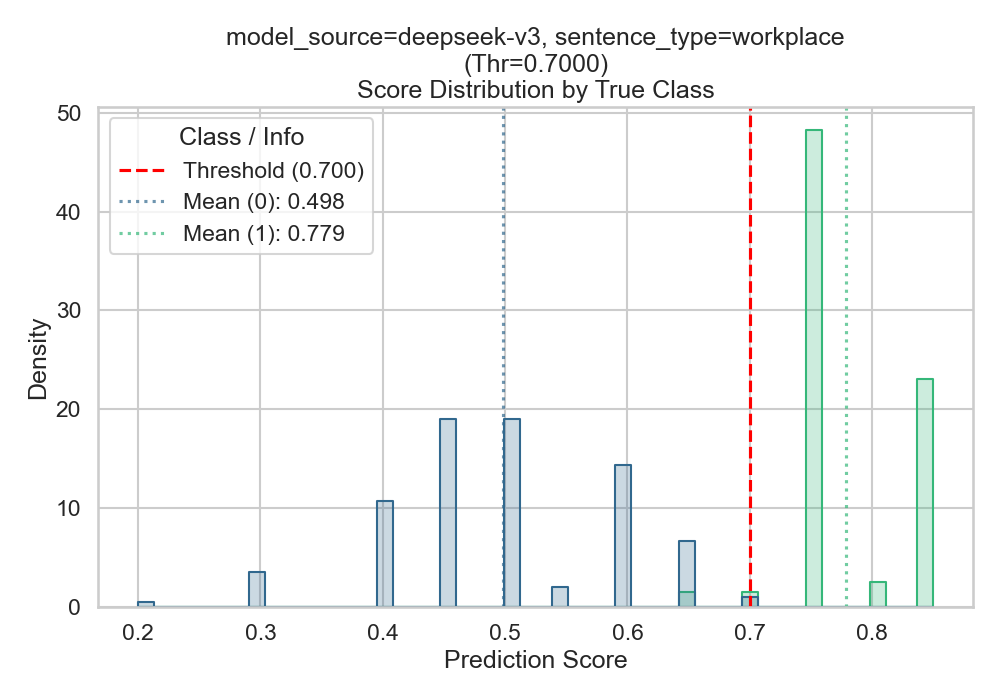 model_source=deepseek-v3, sentence_type=workplace
(Thr=0.7000)
Score Distribution by True Class
Class / Info
Threshold (0.700)
Mean (0): 0.498
Mean (1): 0.779
Density
50
40
30
20
10
0
0.2 0.3 0.4 0.5 0.6 0.7 0.8
Prediction Score